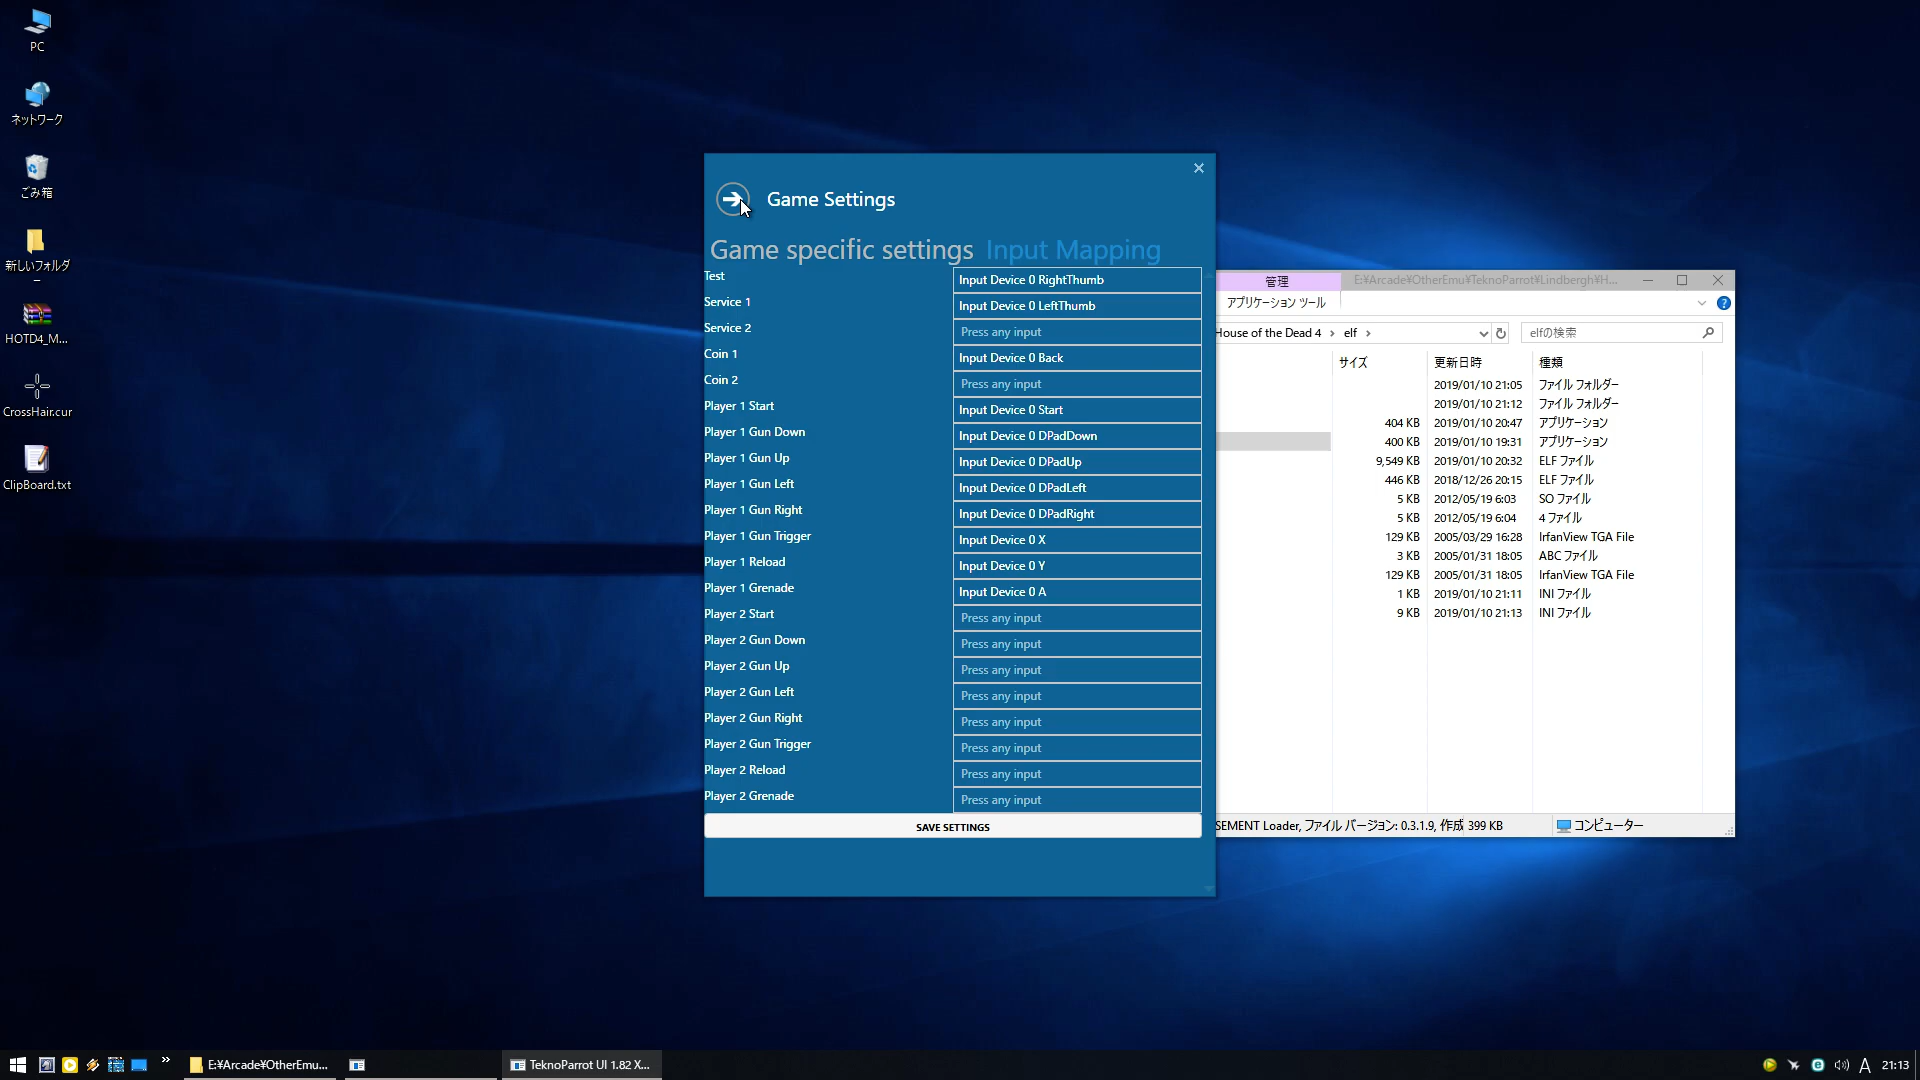 PC
ネットワーク
ごみ箱
新しいフォルダ
HOTD4_M...
CrossHair.cur
ClipBoard.txt
Game Settings
Game specific settings Input Mapping
Test Input Device 0 RightThumb
Service 1 Input Device 0 LeftThumb
Service 2 Press any input
Coin 1 Input Device 0 Back
Coin 2 Press any input
Player 1 Start Input Device 0 Start
Player 1 Gun Down Input Device 0 DPadDown
Player 1 Gun Up Input Device 0 DPadUp
Player 1 Gun Left Input Device 0 DPadLeft
Player 1 Gun Right Input Device 0 DPadRight
Player 1 Gun Trigger Input Device 0 X
Player 1 Reload Input Device 0 Y
Player 1 Grenade Input Device 0 A
Player 2 Start Press any input
Player 2 Gun Down Press any input
Player 2 Gun Up Press any input
Player 2 Gun Left Press any input
Player 2 Gun Right Press any input
Player 2 Gun Trigger Press any input
Player 2 Reload Press any input
Player 2 Grenade Press any input
SAVE SETTINGS
管理 E:¥Arcade¥OtherEmu¥TeknoParrot¥Lindbergh¥H...
アプリケーション ツール
House of the Dead 4 › elf › elfの検索
サイズ 更新日時 種類
2019/01/10 21:05 ファイル フォルダー
2019/01/10 21:12 ファイル フォルダー
404 KB 2019/01/10 20:47 アプリケーション
400 KB 2019/01/10 19:31 アプリケーション
9,549 KB 2019/01/10 20:32 ELF ファイル
446 KB 2018/12/26 20:15 ELF ファイル
5 KB 2012/05/19 6:03 SO ファイル
5 KB 2012/05/19 6:04 4 ファイル
129 KB 2005/03/29 16:28 IrfanView TGA File
3 KB 2005/01/31 18:05 ABC ファイル
129 KB 2005/01/31 18:05 IrfanView TGA File
1 KB 2019/01/10 21:11 INI ファイル
9 KB 2019/01/10 21:13 INI ファイル
SEMENT Loader, ファイル バージョン: 0.3.1.9, 作成 399 KB コンピューター
E:¥Arcade¥OtherEmu... TeknoParrot UI 1.82 X... A 21:13